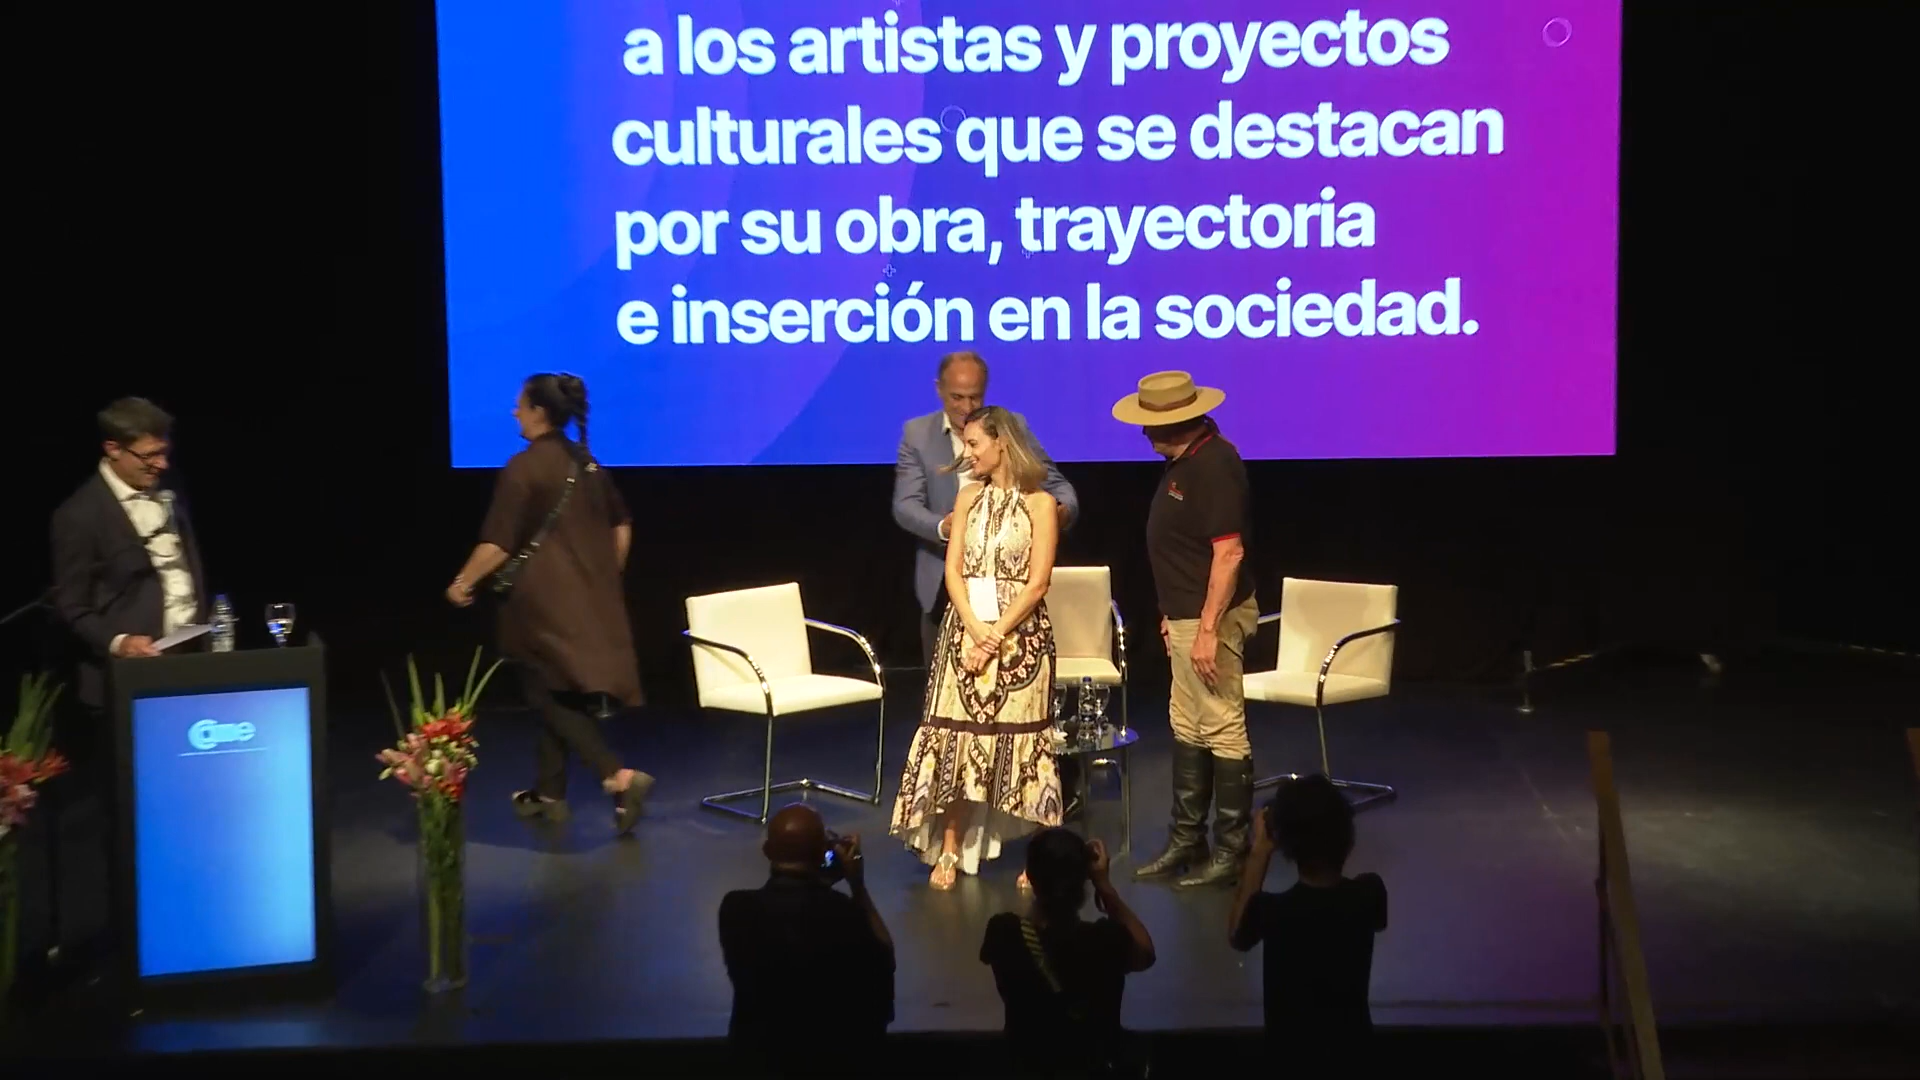 a los artistas y proyectos
culturales que se destacan
por su obra, trayectoria
e inserción en la sociedad.